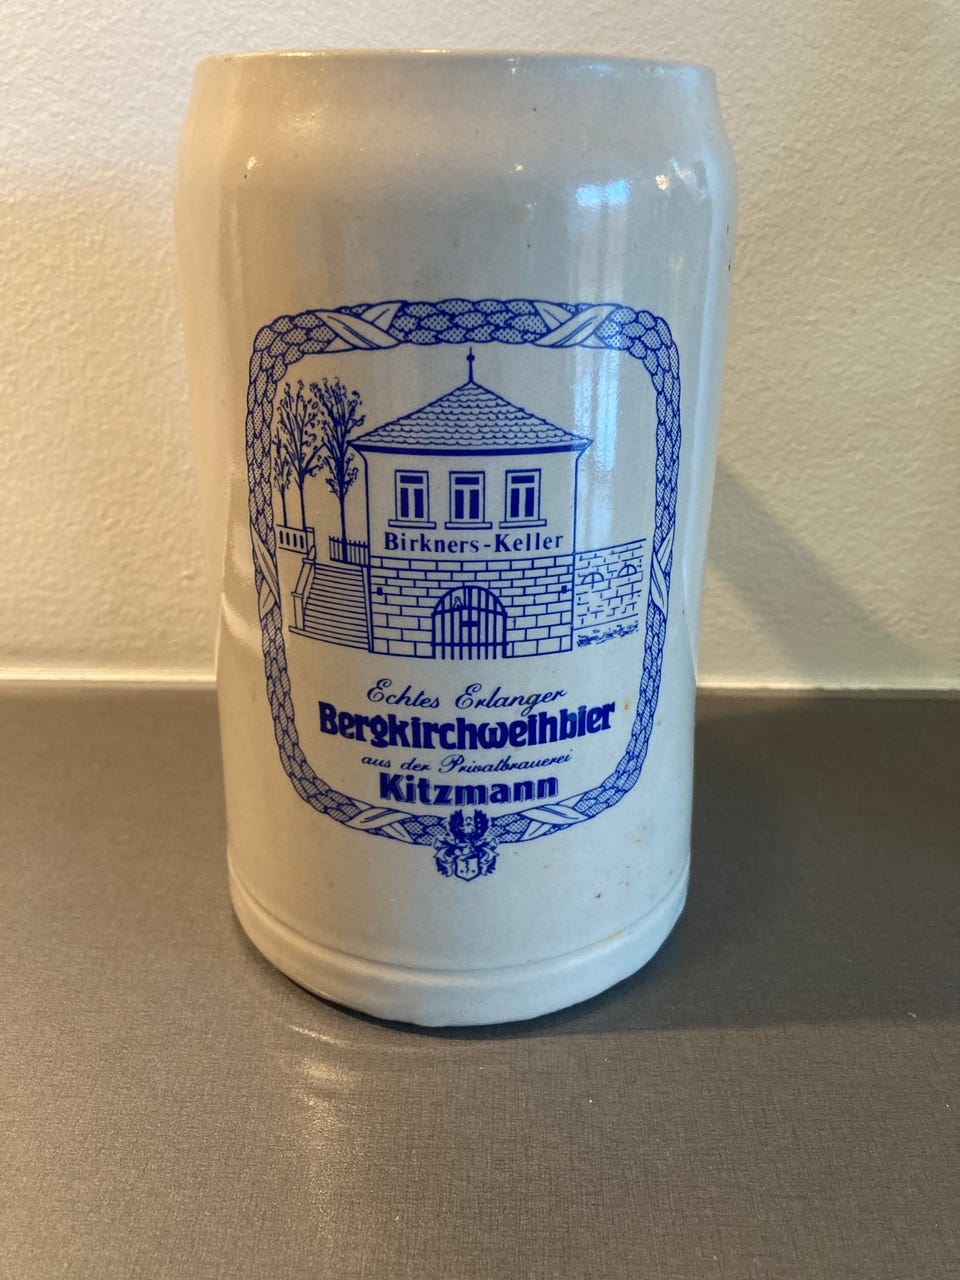 Birkners-Keller
Echtes Erlanger
Bergkirchweihbier
aus der Privatbrauerei
Kitzmann